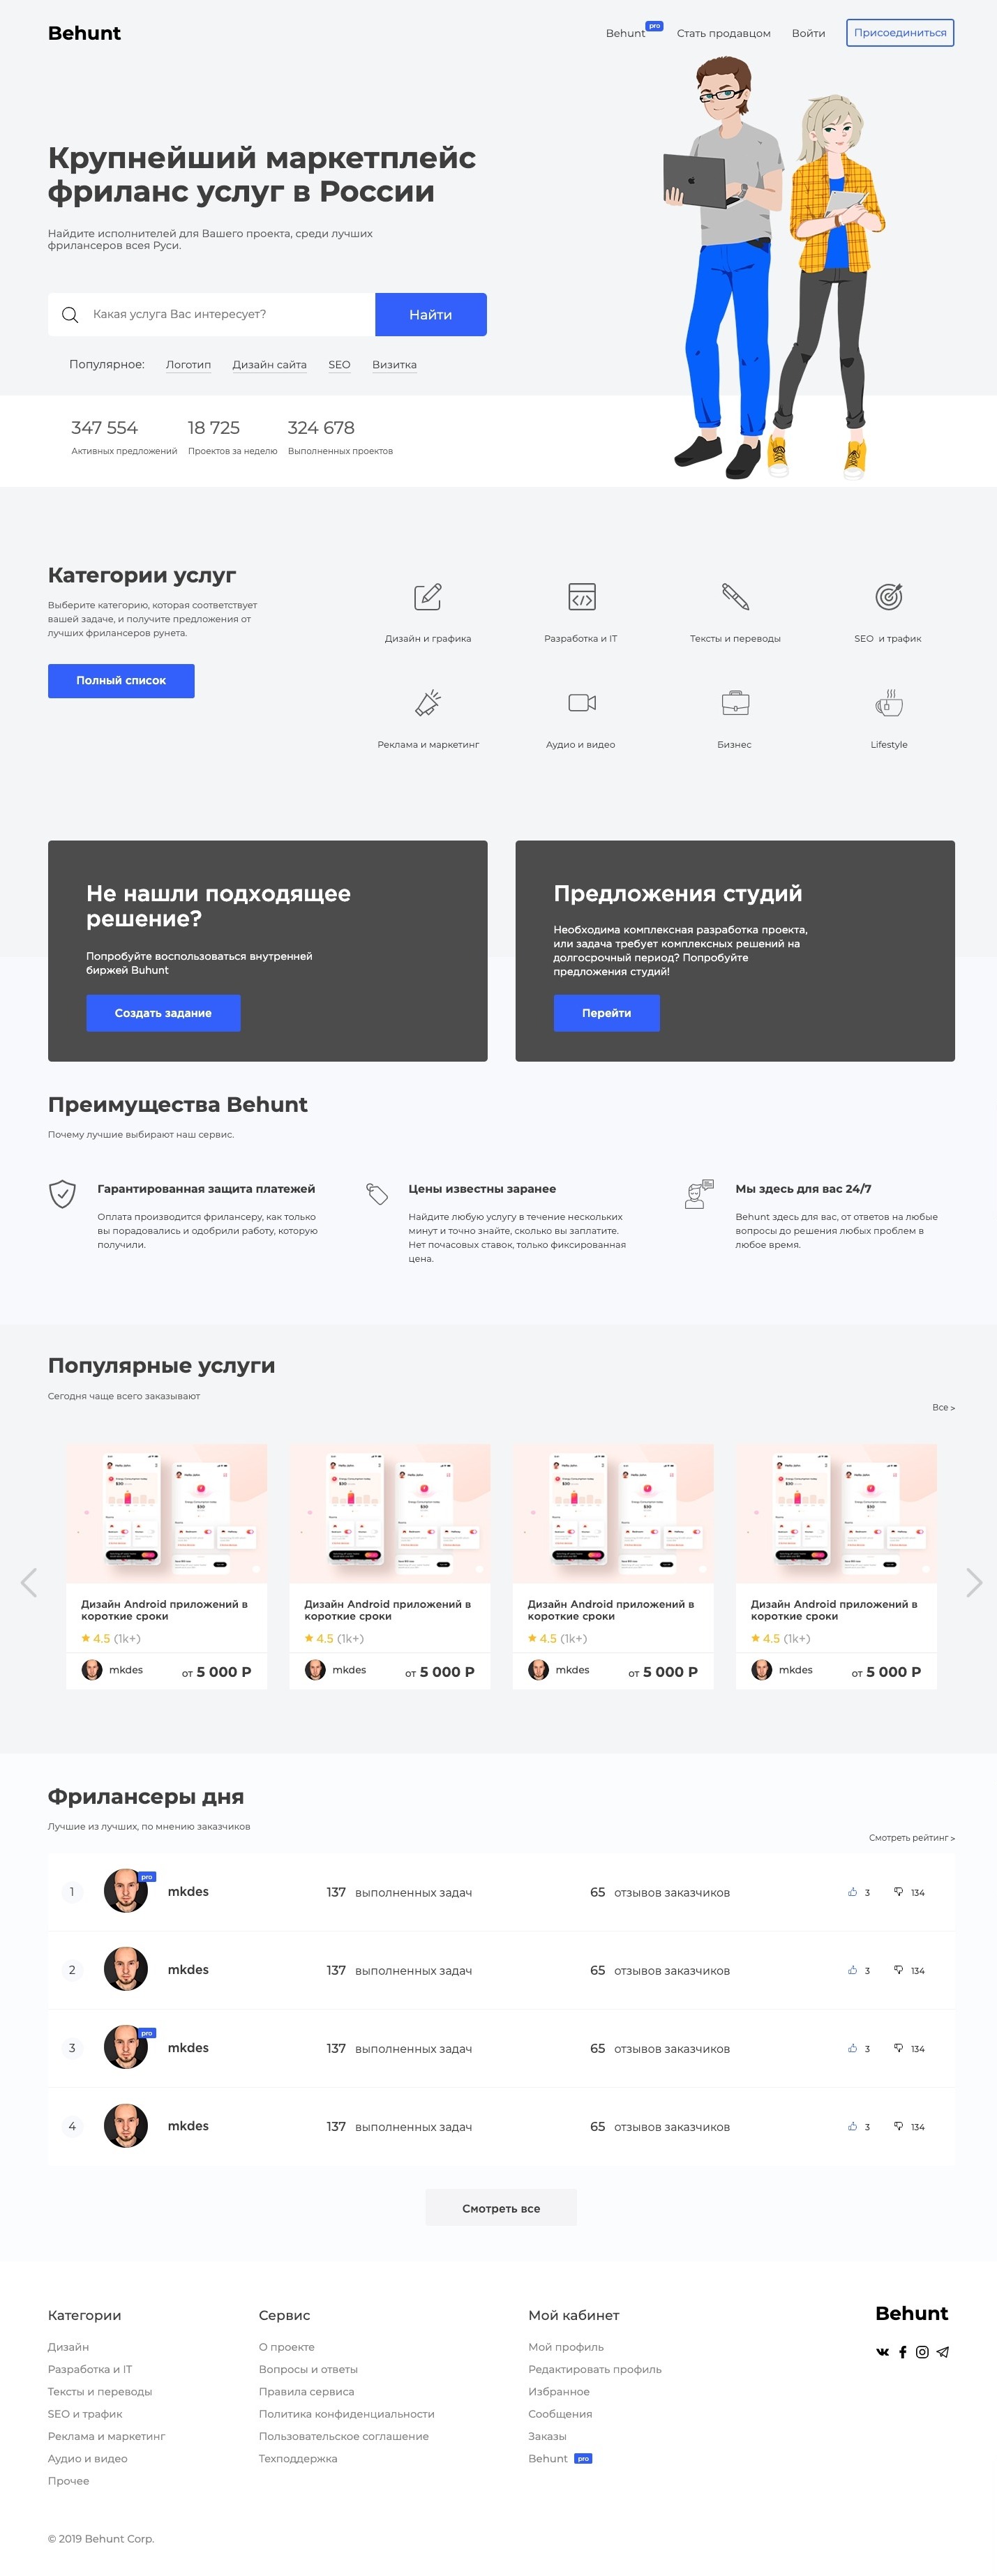 Behunt
Behunt pro
Стать продавцом
Войти
Присоединиться
Крупнейший маркетплейс
фриланс услуг в России
Найдите исполнителей для Вашего проекта, среди лучших
фрилансеров всея Руси.
Какая услуга Вас интересует?
Найти
Популярное:
Логотип
Дизайн сайта
SEO
Визитка
347 554
Активных предложений
18 725
Проектов за неделю
324 678
Выполненных проектов
Категории услуг
Выберите категорию, которая соответствует
вашей задаче, и получите предложения от
лучших фрилансеров рунета.
Полный список
Дизайн и графика
Разработка и IT
Тексты и переводы
SEO и трафик
Реклама и маркетинг
Аудио и видео
Бизнес
Lifestyle
Не нашли подходящее
решение?
Попробуйте воспользоваться внутренней
биржей Buhunt
Создать задание
Предложения студий
Необходима комплексная разработка проекта,
или задача требует комплексных решений на
долгосрочный период? Попробуйте
предложения студий!
Перейти
Преимущества Behunt
Почему лучшие выбирают наш сервис.
Гарантированная защита платежей
Оплата производится фрилансеру, как только
вы порадовались и одобрили работу, которую
получили.
Цены известны заранее
Найдите любую услугу в течение нескольких
минут и точно знайте, сколько вы заплатите.
Нет почасовых ставок, только фиксированная
цена.
Мы здесь для вас 24/7
Behunt здесь для вас, от ответов на любые
вопросы до решения любых проблем в
любое время.
Популярные услуги
Сегодня чаще всего заказывают
Все >
Дизайн Android приложений в
короткие сроки
4.5 (1k+)
mkdes
от 5 000 Р
Дизайн Android приложений в
короткие сроки
4.5 (1k+)
mkdes
от 5 000 Р
Дизайн Android приложений в
короткие сроки
4.5 (1k+)
mkdes
от 5 000 Р
Дизайн Android приложений в
короткие сроки
4.5 (1k+)
mkdes
от 5 000 Р
Фрилансеры дня
Лучшие из лучших, по мнению заказчиков
Смотреть рейтинг >
1 pro mkdes 137 выполненных задач 65 отзывов заказчиков 3 134
2 mkdes 137 выполненных задач 65 отзывов заказчиков 3 134
3 pro mkdes 137 выполненных задач 65 отзывов заказчиков 3 134
4 mkdes 137 выполненных задач 65 отзывов заказчиков 3 134
Смотреть все
Категории
Дизайн
Разработка и IT
Тексты и переводы
SEO и трафик
Реклама и маркетинг
Аудио и видео
Прочее
Сервис
О проекте
Вопросы и ответы
Правила сервиса
Политика конфиденциальности
Пользовательское соглашение
Техподдержка
Мой кабинет
Мой профиль
Редактировать профиль
Избранное
Сообщения
Заказы
Behunt pro
Behunt
© 2019 Behunt Corp.